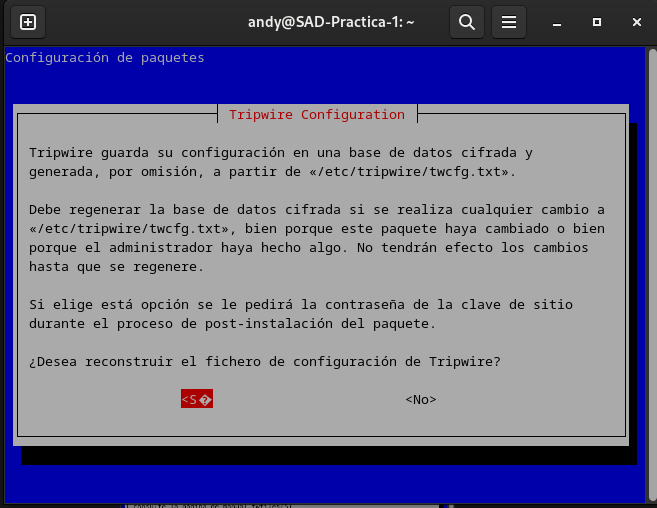 andy@SAD-Practica-1: ~
Configuración de paquetes
Tripwire Configuration
Tripwire guarda su configuración en una base de datos cifrada y
generada, por omisión, a partir de «/etc/tripwire/twcfg.txt».
Debe regenerar la base de datos cifrada si se realiza cualquier cambio a
«/etc/tripwire/twcfg.txt», bien porque este paquete haya cambiado o bien
porque el administrador haya hecho algo. No tendrán efecto los cambios
hasta que se regenere.
Si elige está opción se le pedirá la contraseña de la clave de sitio
durante el proceso de post-instalación del paquete.
¿Desea reconstruir el fichero de configuración de Tripwire?
<S�> <No>